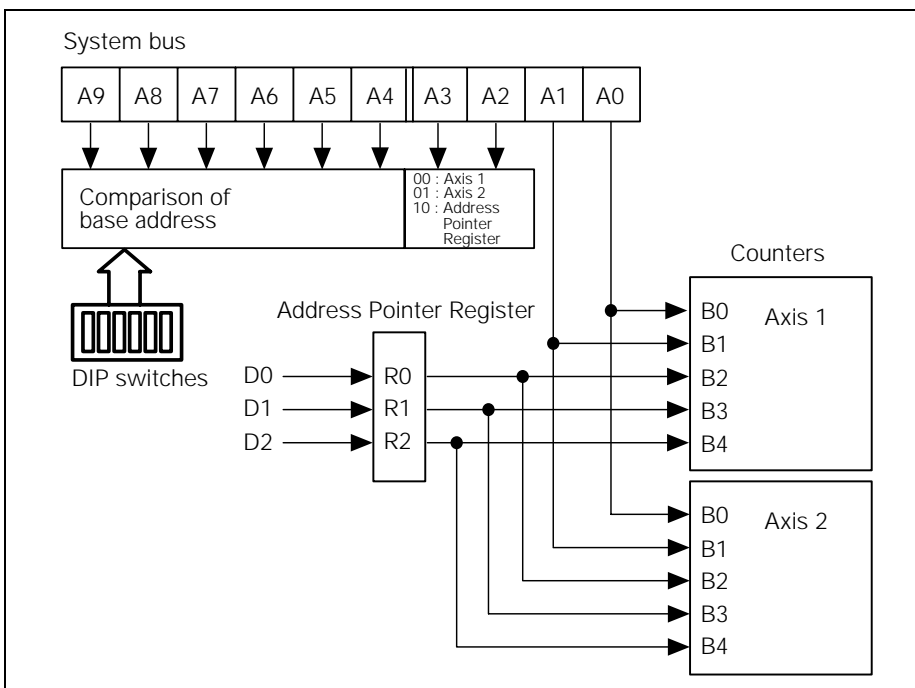 System bus
A9 A8 A7 A6 A5 A4 A3 A2 A1 A0
Comparison of
base address
00 : Axis 1
01 : Axis 2
10 : Address
Pointer
Register
DIP switches
Address Pointer Register
D0 R0
D1 R1
D2 R2
Counters
Axis 1
B0
B1
B2
B3
B4
Axis 2
B0
B1
B2
B3
B4